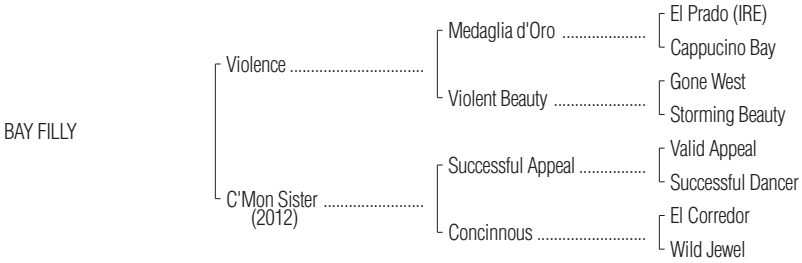 El Prado (IRE)
Medaglia d'Oro ....................
Cappucino Bay
Violence ................................
Gone West
Violent Beauty ......................
Storming Beauty
BAY FILLY
Valid Appeal
Successful Appeal ................
Successful Dancer
C'Mon Sister ........................
(2012)
El Corredor
Concinnous ..........................
Wild Jewel